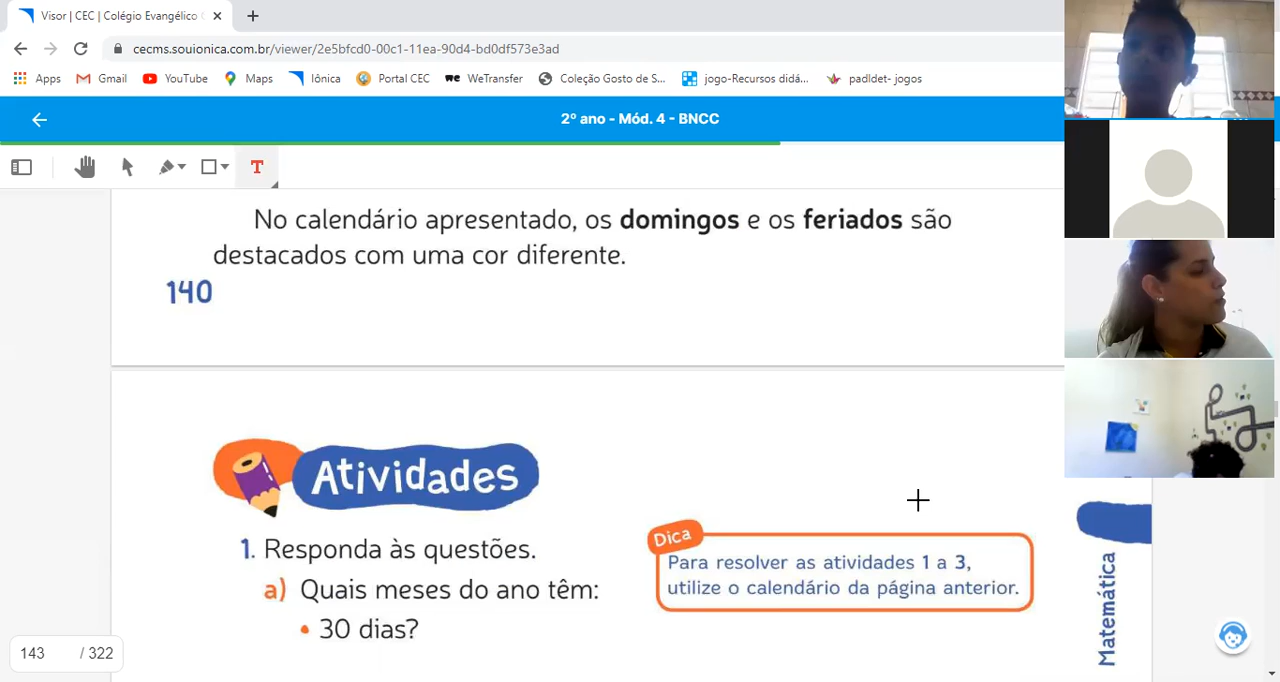 Visor | CEC | Colégio Evangélico
cecms.souionica.com.br/viewer/2e5bfcd0-00c1-11ea-90d4-bd0df573e3ad
Apps Gmail YouTube Maps Iônica Portal CEC WeTransfer Coleção Gosto de S... jogo-Recursos didá... padldet- jogos
2º ano - Mód. 4 - BNCC
T
No calendário apresentado, os domingos e os feriados são
destacados com uma cor diferente.
140
Atividades
1. Responda às questões.
a) Quais meses do ano têm:
• 30 dias?
Dica
Para resolver as atividades 1 a 3,
utilize o calendário da página anterior.
Matemática
143 / 322